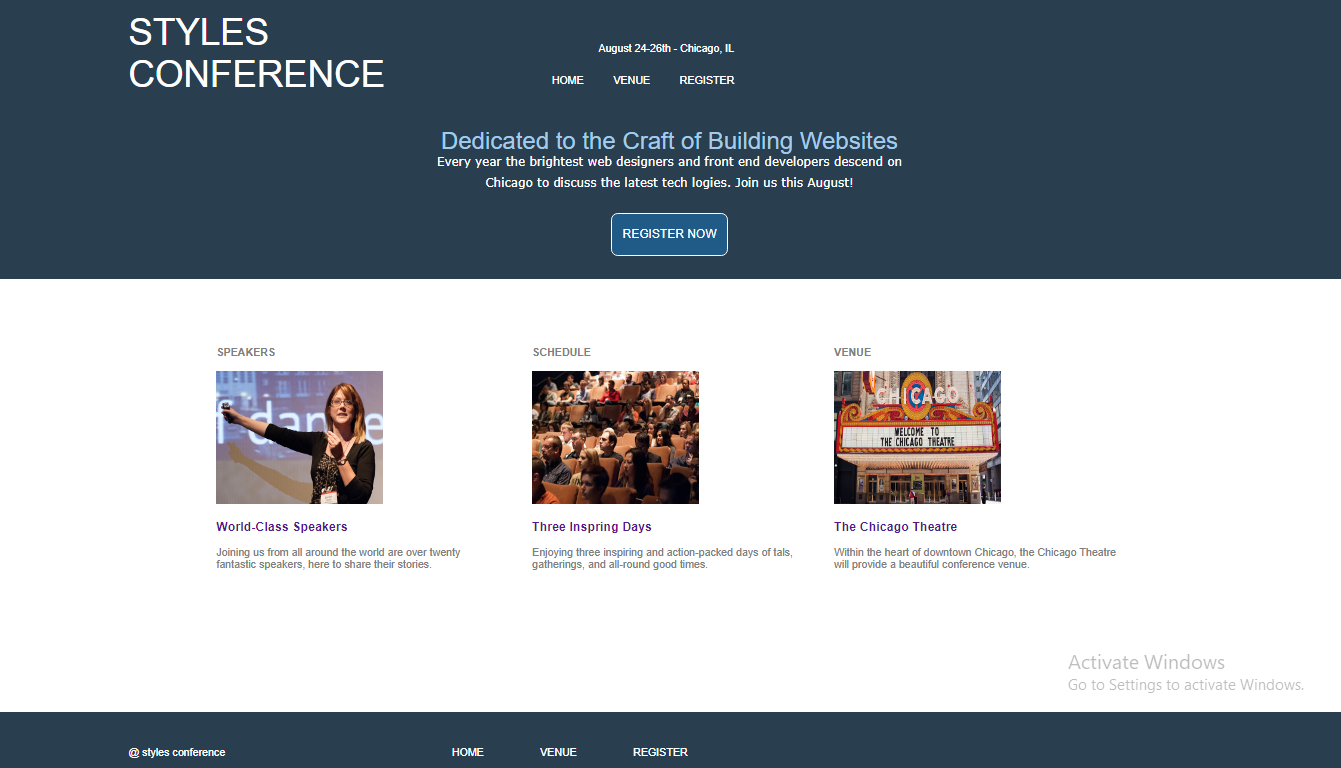 STYLES
CONFERENCE
August 24-26th - Chicago, IL
HOME VENUE REGISTER
Dedicated to the Craft of Building Websites
Every year the brightest web designers and front end developers descend on
Chicago to discuss the latest tech logies. Join us this August!
REGISTER NOW
SPEAKERS SCHEDULE VENUE
f dance
CHICAGO
WELCOME TO
THE CHICAGO THEATRE
World-Class Speakers
Three Inspring Days
The Chicago Theatre
Joining us from all around the world are over twenty
fantastic speakers, here to share their stories.
Enjoying three inspiring and action-packed days of tals,
gatherings, and all-round good times.
Within the heart of downtown Chicago, the Chicago Theatre
will provide a beautiful conference venue.
Activate Windows
Go to Settings to activate Windows.
@ styles conference HOME VENUE REGISTER